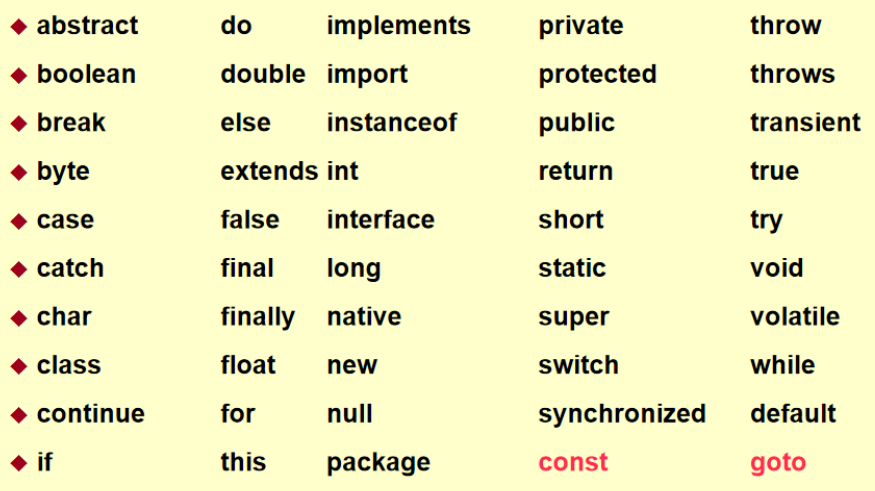 abstract do implements private throw
boolean double import protected throws
break else instanceof public transient
byte extends int return true
case false interface short try
catch final long static void
char finally native super volatile
class float new switch while
continue for null synchronized default
if this package const goto